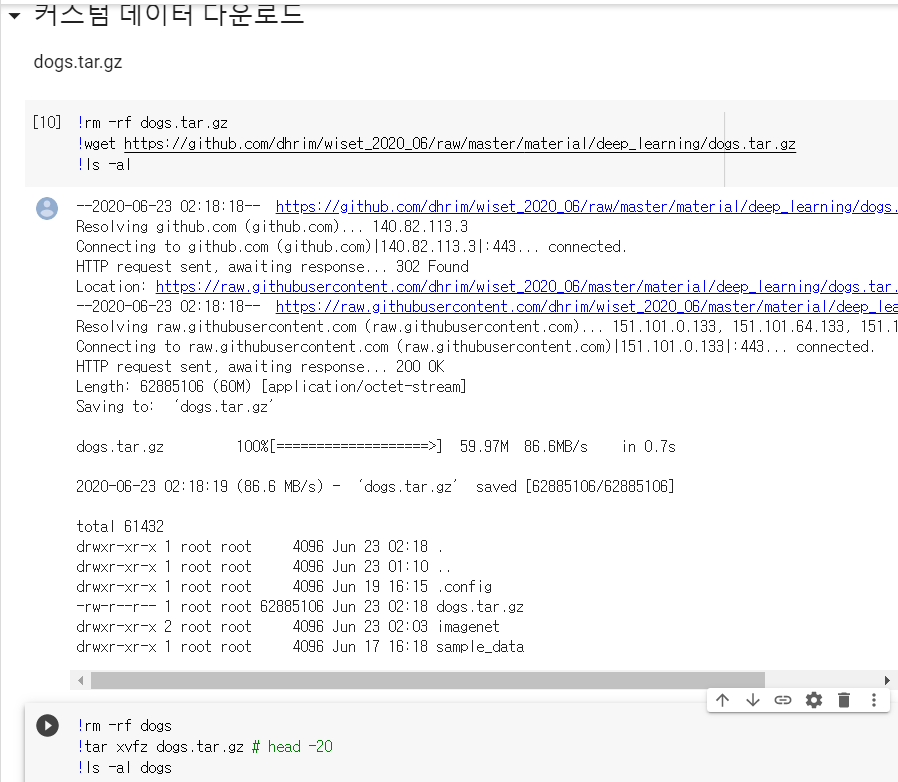 커스텀 데이터 다운로드
dogs.tar.gz
[10] !rm -rf dogs.tar.gz
!wget https://github.com/dhrim/wiset_2020_06/raw/master/material/deep_learning/dogs.tar.gz
!ls -al
--2020-06-23 02:18:18-- https://github.com/dhrim/wiset_2020_06/raw/master/material/deep_learning/dogs.
Resolving github.com (github.com)... 140.82.113.3
Connecting to github.com (github.com)|140.82.113.3|:443... connected.
HTTP request sent, awaiting response... 302 Found
Location: https://raw.githubusercontent.com/dhrim/wiset_2020_06/master/material/deep_learning/dogs.tar.
--2020-06-23 02:18:18-- https://raw.githubusercontent.com/dhrim/wiset_2020_06/master/material/deep_lea
Resolving raw.githubusercontent.com (raw.githubusercontent.com)... 151.101.0.133, 151.101.64.133, 151.1
Connecting to raw.githubusercontent.com (raw.githubusercontent.com)|151.101.0.133|:443... connected.
HTTP request sent, awaiting response... 200 OK
Length: 62885106 (60M) [application/octet-stream]
Saving to: ‘dogs.tar.gz’
dogs.tar.gz 100%[===================>] 59.97M 86.6MB/s in 0.7s
2020-06-23 02:18:19 (86.6 MB/s) - ‘dogs.tar.gz’ saved [62885106/62885106]
total 61432
drwxr-xr-x 1 root root 4096 Jun 23 02:18 .
drwxr-xr-x 1 root root 4096 Jun 23 01:10 ..
drwxr-xr-x 1 root root 4096 Jun 19 16:15 .config
-rw-r--r-- 1 root root 62885106 Jun 23 02:18 dogs.tar.gz
drwxr-xr-x 2 root root 4096 Jun 23 02:03 imagenet
drwxr-xr-x 1 root root 4096 Jun 17 16:18 sample_data
!rm -rf dogs
!tar xvfz dogs.tar.gz # head -20
!ls -al dogs